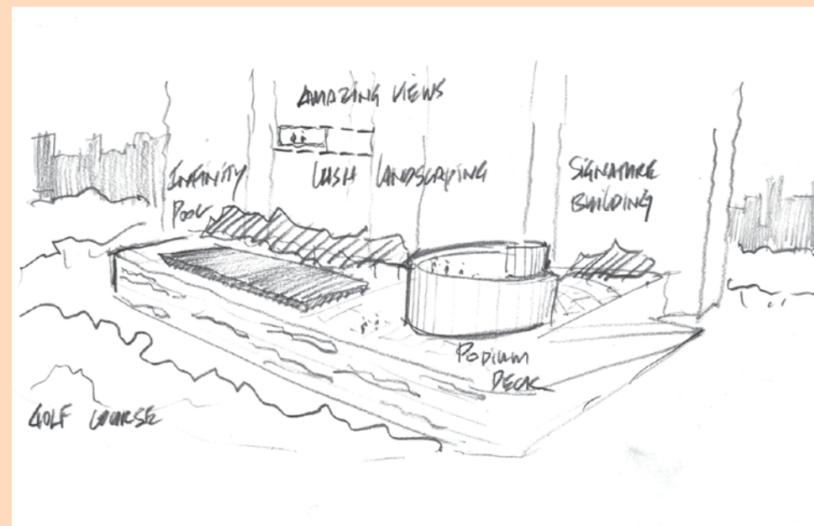 AMAZING VIEWS
INFINITY
POOL
LUSH LANDSCAPING
SIGNATURE
BUILDING
PODIUM
DECK
GOLF COURSE